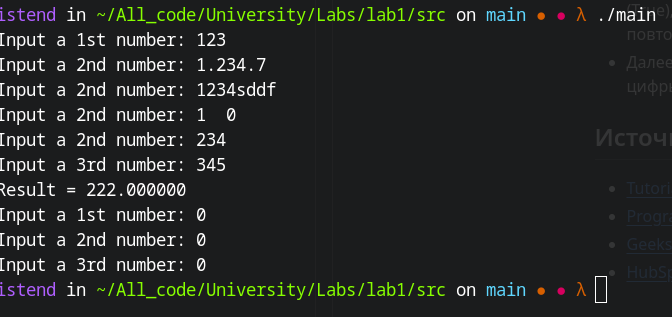 istend in ~/All_code/University/Labs/lab1/src on main ● ● λ ./main
Input a 1st number: 123
Input a 2nd number: 1.234.7
Input a 2nd number: 1234sddf
Input a 2nd number: 1  0
Input a 2nd number: 234
Input a 3rd number: 345
Result = 222.000000
Input a 1st number: 0
Input a 2nd number: 0
Input a 3rd number: 0
istend in ~/All_code/University/Labs/lab1/src on main ● ● λ
повто
Далее
цифры
Источн
Tutori
Progra
Geeks
HubSp